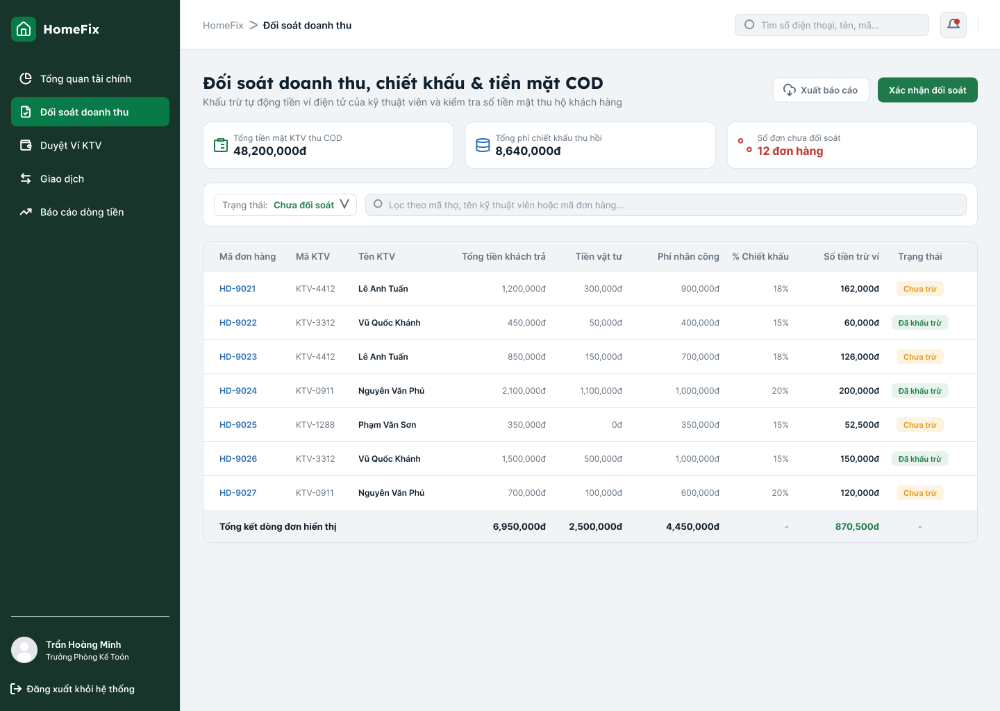 HomeFix
Tổng quan tài chính
Đối soát doanh thu
Duyệt Ví KTV
Giao dịch
Báo cáo dòng tiền
Trần Hoàng Minh
Trưởng Phòng Kế Toán
Đăng xuất khỏi hệ thống
HomeFix > Đối soát doanh thu
Tìm số điện thoại, tên, mã...
Đối soát doanh thu, chiết khấu & tiền mặt COD
Khấu trừ tự động tiền ví điện tử của kỹ thuật viên và kiểm tra số tiền mặt thu hộ khách hàng
Xuất báo cáo
Xác nhận đối soát
Tổng tiền mặt KTV thu COD
48,200,000đ
Tổng phí chiết khấu thu hồi
8,640,000đ
Số đơn chưa đối soát
12 đơn hàng
Trạng thái: Chưa đối soát
Lọc theo mã thợ, tên kỹ thuật viên hoặc mã đơn hàng...
Mã đơn hàng Mã KTV Tên KTV Tổng tiền khách trả Tiền vật tư Phí nhân công % Chiết khấu Số tiền trừ ví Trạng thái
HD-9021 KTV-4412 Lê Anh Tuấn 1,200,000đ 300,000đ 900,000đ 18% 162,000đ Chưa trừ
HD-9022 KTV-3312 Vũ Quốc Khánh 450,000đ 50,000đ 400,000đ 15% 60,000đ Đã khấu trừ
HD-9023 KTV-4412 Lê Anh Tuấn 850,000đ 150,000đ 700,000đ 18% 126,000đ Chưa trừ
HD-9024 KTV-0911 Nguyễn Văn Phú 2,100,000đ 1,100,000đ 1,000,000đ 20% 200,000đ Đã khấu trừ
HD-9025 KTV-1288 Phạm Văn Sơn 350,000đ 0đ 350,000đ 15% 52,500đ Chưa trừ
HD-9026 KTV-3312 Vũ Quốc Khánh 1,500,000đ 500,000đ 1,000,000đ 15% 150,000đ Đã khấu trừ
HD-9027 KTV-0911 Nguyễn Văn Phú 700,000đ 100,000đ 600,000đ 20% 120,000đ Chưa trừ
Tổng kết dòng đơn hiển thị 6,950,000đ 2,500,000đ 4,450,000đ - 870,500đ -